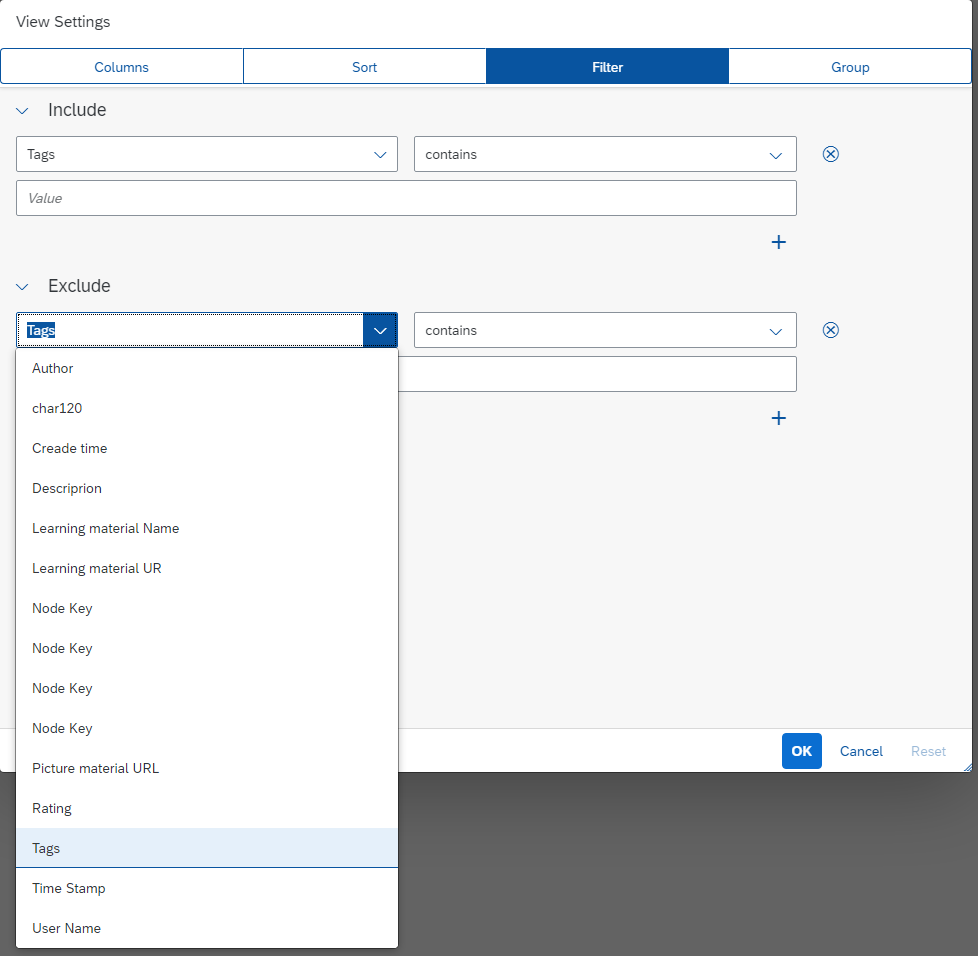 View Settings
Columns Sort Filter Group
Include
Tags contains
Value
Exclude
Tags contains
Author
char120
Creade time
Descriprion
Learning material Name
Learning material UR
Node Key
Node Key
Node Key
Node Key
OK Cancel Reset
Picture material URL
Rating
Tags
Time Stamp
User Name